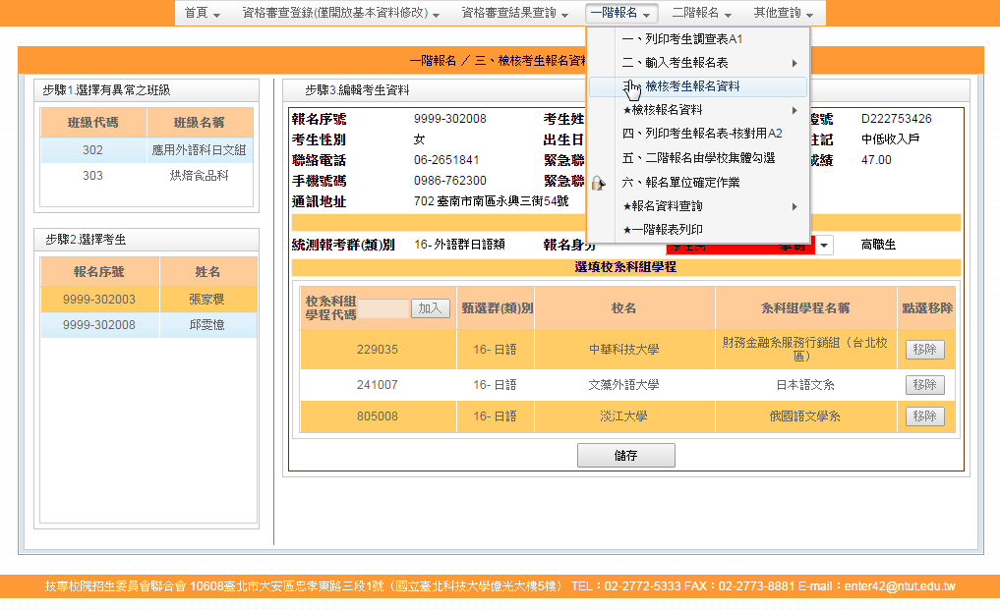 首頁 資格審查登錄(僅開放基本資料修改) 資格審查結果查詢 一階報名 二階報名 其他查詢
一階報名 ／ 三、檢核考生報名資料
一、列印考生調查表A1
二、輸入考生報名表
檢核考生報名資料
★檢核報名資料
四、列印考生報名表-核對用A2
五、二階報名由學校集體勾選
六、報名單位確定作業
★報名資料查詢
★一階報表列印
步驟1.選擇有異常之班級
班級代碼 班級名稱
302 應用外語科日文組
303 烘焙食品科
步驟2.選擇考生
報名序號 姓名
9999-302003 張家稷
9999-302008 邱雯憶
步驟3.編輯考生資料
報名序號 9999-302008 考生姓 號 D222753426
考生性別 女 出生日 註記 中低收入戶
聯絡電話 06-2651841 緊急聯 成績 47.00
手機號碼 0986-762300 緊急聯
通訊地址 702 臺南市南區永興三街54號
統測報考群(類)別 16- 外語群日語類 報名身分 高職生
選填校系科組學程
校系科組學程代碼 加入 甄選群(類)別 校名 系科組學程名稱 點選移除
229035 16- 日語 中華科技大學 財務金融系服務行銷組（台北校區） 移除
241007 16- 日語 文藻外語大學 日本語文系 移除
805008 16- 日語 淡江大學 俄國語文學系 移除
儲存
技專校院招生委員會聯合會 10608臺北市大安區忠孝東路三段1號（國立臺北科技大學億光大樓5樓） TEL：02-2772-5333 FAX：02-2773-8881 E-mail：enter42@ntut.edu.tw